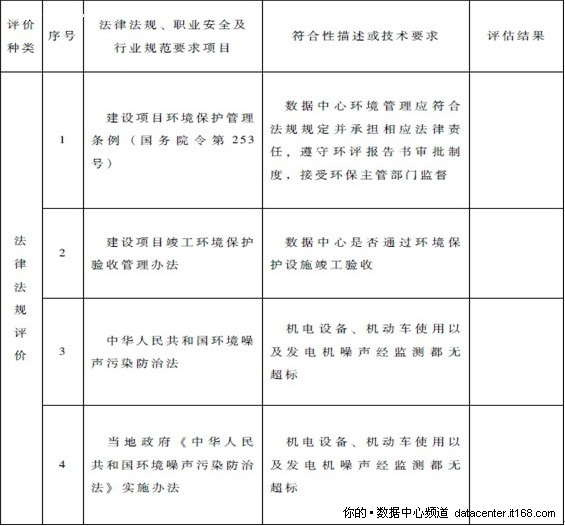 评价
种类
序号
法律法规、职业安全及
行业规范要求项目
符合性描述或技术要求
评估结果
法
律
法
规
评
价
1
建设项目环境保护管理
条例（国务院令第253
号）
数据中心环境管理应符合
法规规定并承担相应法律责
任，遵守环评报告书审批制
度，接受环保主管部门监督
2
建设项目竣工环境保护
验收管理办法
数据中心是否通过环境保
护设施竣工验收
3
中华人民共和国环境噪
声污染防治法
机电设备、机动车使用以
及发电机噪声经监测都无
超标
4
当地政府《中华人民
共和国环境噪声污染防治
法》实施办法
机电设备、机动车使用以
及发电机噪声经监测都无
超标
你的·数据中心频道 datacenter.it168.com